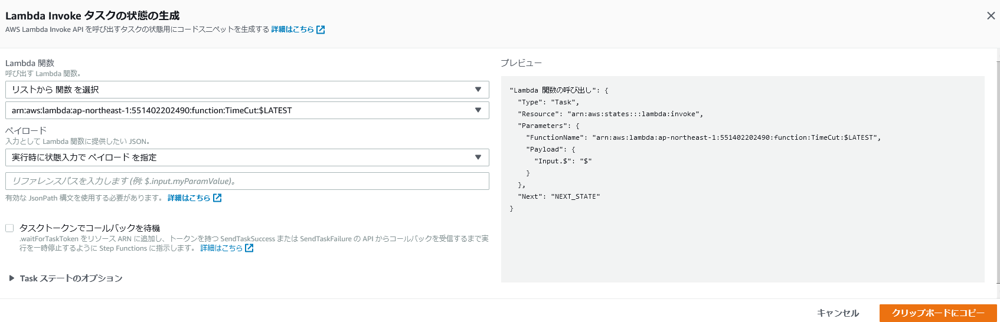 Lambda Invoke タスクの状態の生成
AWS Lambda Invoke API を呼び出すタスクの状態用にコードスニペットを生成する 詳細はこちら
Lambda 関数
呼び出す Lambda 関数。
リストから 関数 を選択
arn:aws:lambda:ap-northeast-1:551402202490:function:TimeCut:$LATEST
ペイロード
入力として Lambda 関数に提供したい JSON。
実行時に状態入力で ペイロード を指定
リファレンスパスを入力します (例: $.input.myParamValue)。
有効な JsonPath 構文を使用する必要があります。 詳細はこちら
タスクトークンでコールバックを待機
.waitForTaskToken をリソース ARN に追加し、トークンを持つ SendTaskSuccess または SendTaskFailure の API からコールバックを受信するまで実
行を一時停止するように Step Functions に指示します。 詳細はこちら
Task ステートのオプション
プレビュー
"Lambda 関数の呼び出し": {
"Type": "Task",
"Resource": "arn:aws:states:::lambda:invoke",
"Parameters": {
"FunctionName": "arn:aws:lambda:ap-northeast-1:551402202490:function:TimeCut:$LATEST",
"Payload": {
"Input.$": "$"
}
},
"Next": "NEXT_STATE"
}
キャンセル
クリップボードにコピー